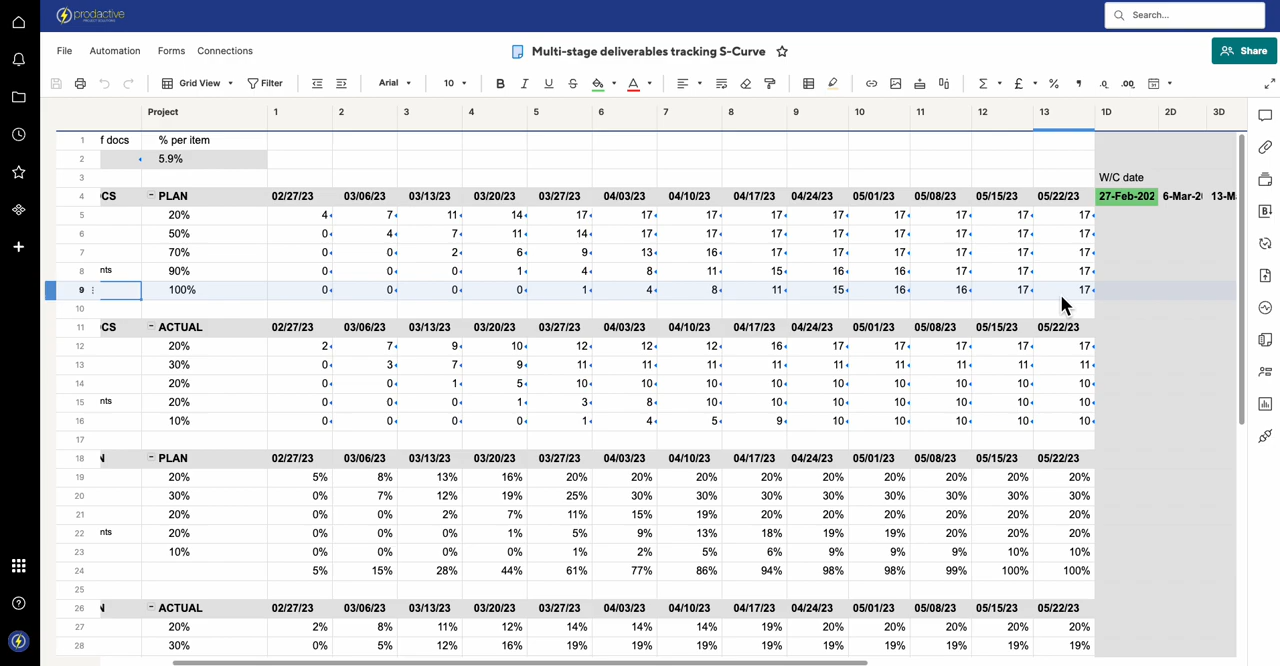 prodactive
PROJECT SOLUTIONS
Search...
File Automation Forms Connections
Multi-stage deliverables tracking S-Curve
Share
Grid View Filter Arial 10 B I U S A Σ £ % , .0 .00
Project 1 2 3 4 5 6 7 8 9 10 11 12 13 1D 2D 3D
1 f docs % per item
2 5.9%
3 W/C date
4 CS PLAN 02/27/23 03/06/23 03/13/23 03/20/23 03/27/23 04/03/23 04/10/23 04/17/23 04/24/23 05/01/23 05/08/23 05/15/23 05/22/23 27-Feb-202 6-Mar-2 13-M
5 20% 4 7 11 14 17 17 17 17 17 17 17 17 17
6 50% 0 4 7 11 14 17 17 17 17 17 17 17 17
7 70% 0 0 2 6 9 13 16 17 17 17 17 17 17
8 nts 90% 0 0 0 1 4 8 11 15 16 16 17 17 17
9 100% 0 0 0 0 1 4 8 11 15 16 16 17 17
10
11 CS ACTUAL 02/27/23 03/06/23 03/13/23 03/20/23 03/27/23 04/03/23 04/10/23 04/17/23 04/24/23 05/01/23 05/08/23 05/15/23 05/22/23
12 20% 2 7 9 10 12 12 12 16 17 17 17 17 17
13 30% 0 3 7 9 11 11 11 11 11 11 11 11 11
14 20% 0 0 1 5 10 10 10 10 10 10 10 10 10
15 nts 20% 0 0 0 1 3 8 10 10 10 10 10 10 10
16 10% 0 0 0 0 1 4 5 9 10 10 10 10 10
17
18 N PLAN 02/27/23 03/06/23 03/13/23 03/20/23 03/27/23 04/03/23 04/10/23 04/17/23 04/24/23 05/01/23 05/08/23 05/15/23 05/22/23
19 20% 5% 8% 13% 16% 20% 20% 20% 20% 20% 20% 20% 20% 20%
20 30% 0% 7% 12% 19% 25% 30% 30% 30% 30% 30% 30% 30% 30%
21 20% 0% 0% 2% 7% 11% 15% 19% 20% 20% 20% 20% 20% 20%
22 nts 20% 0% 0% 0% 1% 5% 9% 13% 18% 19% 19% 20% 20% 20%
23 10% 0% 0% 0% 0% 1% 2% 5% 6% 9% 9% 9% 10% 10%
24 5% 15% 28% 44% 61% 77% 86% 94% 98% 98% 99% 100% 100%
25
26 N ACTUAL 02/27/23 03/06/23 03/13/23 03/20/23 03/27/23 04/03/23 04/10/23 04/17/23 04/24/23 05/01/23 05/08/23 05/15/23 05/22/23
27 20% 2% 8% 11% 12% 14% 14% 14% 19% 20% 20% 20% 20% 20%
28 30% 0% 5% 12% 16% 19% 19% 19% 19% 19% 19% 19% 19% 19%